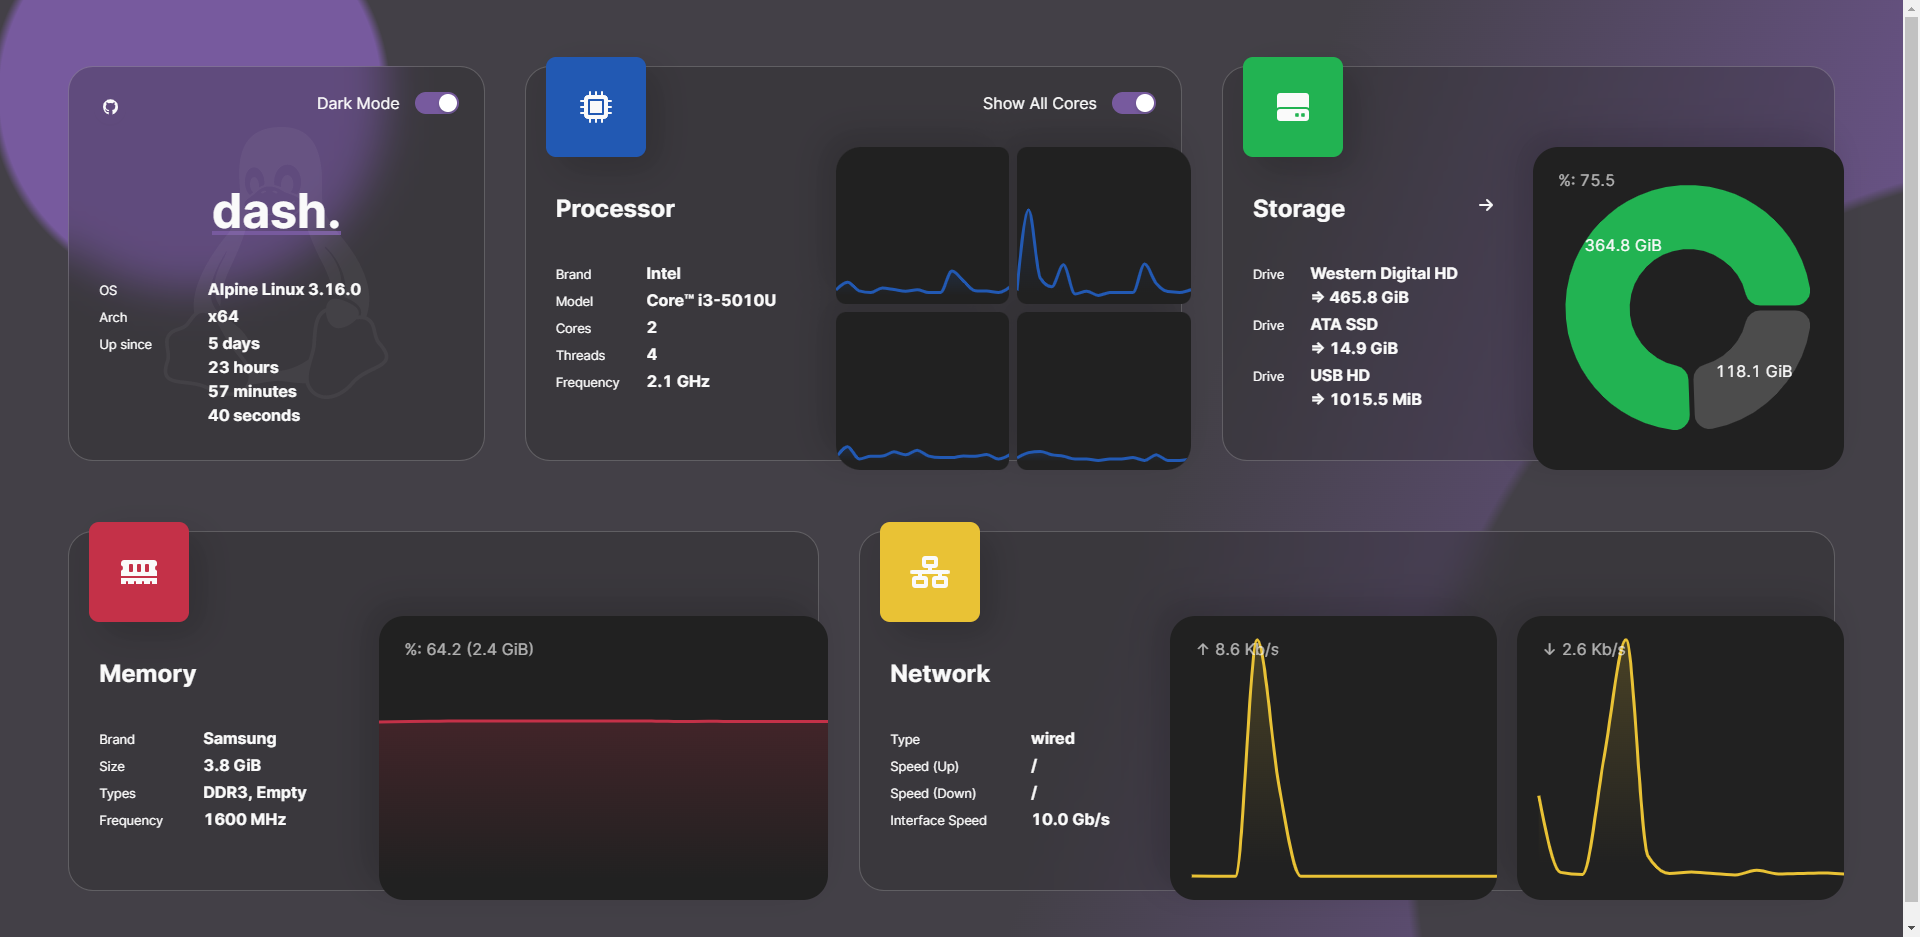 Dark Mode
dash.
OS Alpine Linux 3.16.0
Arch x64
Up since 5 days
23 hours
57 minutes
40 seconds
Show All Cores
Processor
Brand Intel
Model Core™ i3-5010U
Cores 2
Threads 4
Frequency 2.1 GHz
Storage →
Drive Western Digital HD
⇒ 465.8 GiB
Drive ATA SSD
⇒ 14.9 GiB
Drive USB HD
⇒ 1015.5 MiB
%: 75.5
364.8 GiB
118.1 GiB
Memory
Brand Samsung
Size 3.8 GiB
Types DDR3, Empty
Frequency 1600 MHz
%: 64.2 (2.4 GiB)
Network
Type wired
Speed (Up) /
Speed (Down) /
Interface Speed 10.0 Gb/s
↑ 8.6 Kb/s
↓ 2.6 Kb/s